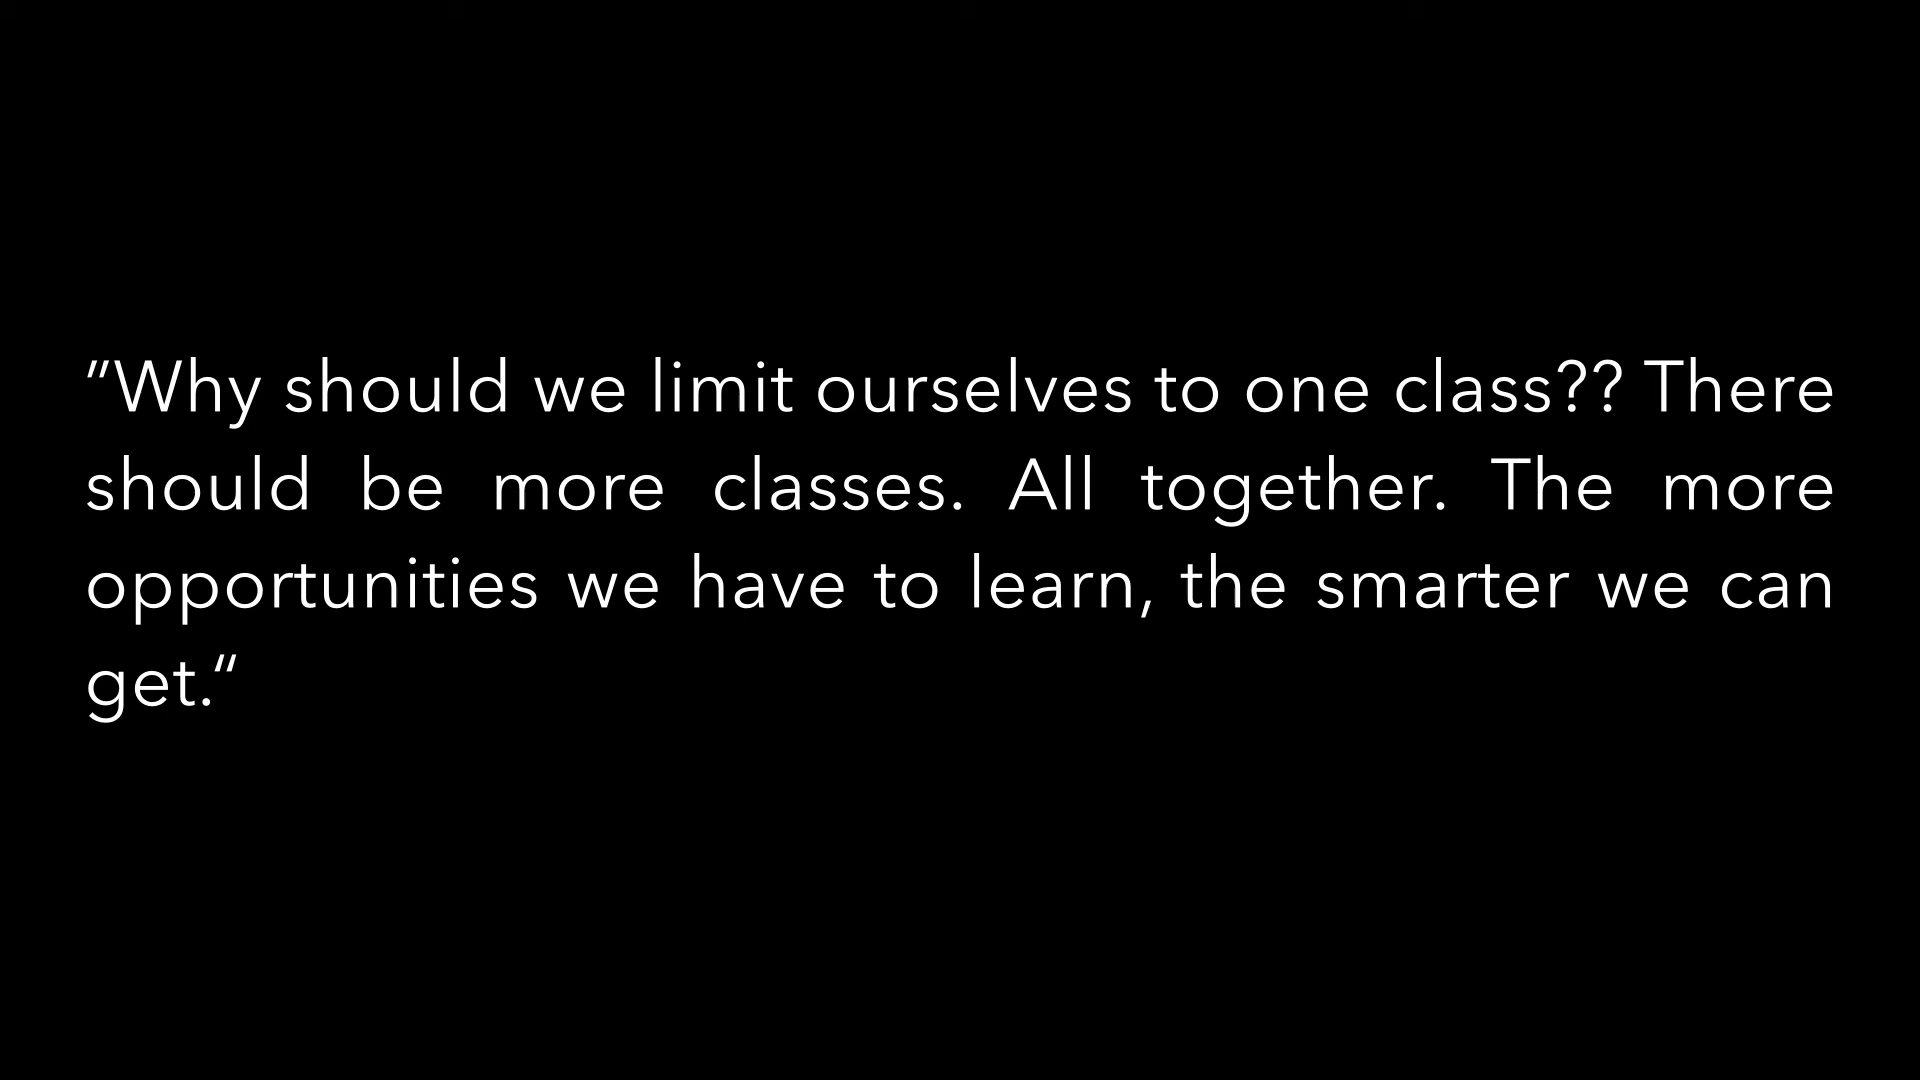 ”Why should we limit ourselves to one class?? There
should be more classes. All together. The more
opportunities we have to learn, the smarter we can
get.“